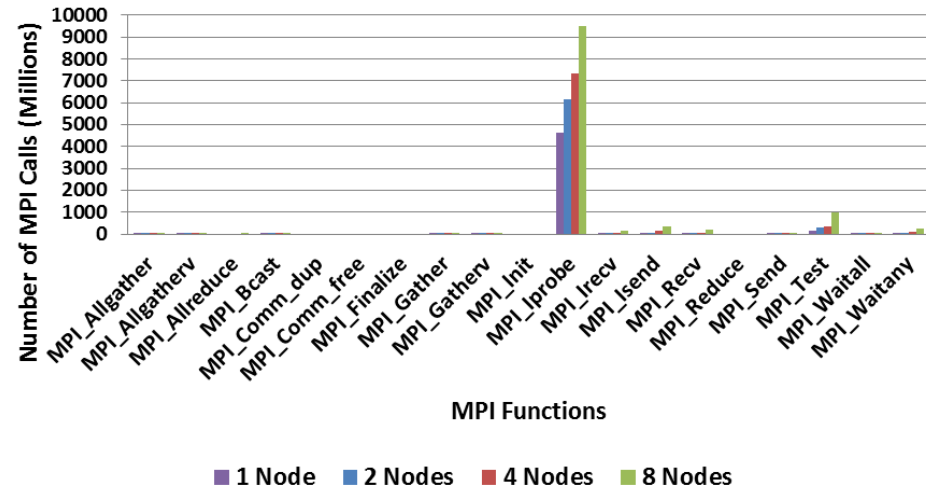 Number of MPI Calls (Millions)
10000
9000
8000
7000
6000
5000
4000
3000
2000
1000
0
MPI_Allgather
MPI_Allgatherv
MPI_Allreduce
MPI_Bcast
MPI_Comm_dup
MPI_Comm_free
MPI_Finalize
MPI_Gather
MPI_Gatherv
MPI_Init
MPI_Iprobe
MPI_Irecv
MPI_Isend
MPI_Recv
MPI_Reduce
MPI_Send
MPI_Test
MPI_Waitall
MPI_Waitany
MPI Functions
1 Node 2 Nodes 4 Nodes 8 Nodes